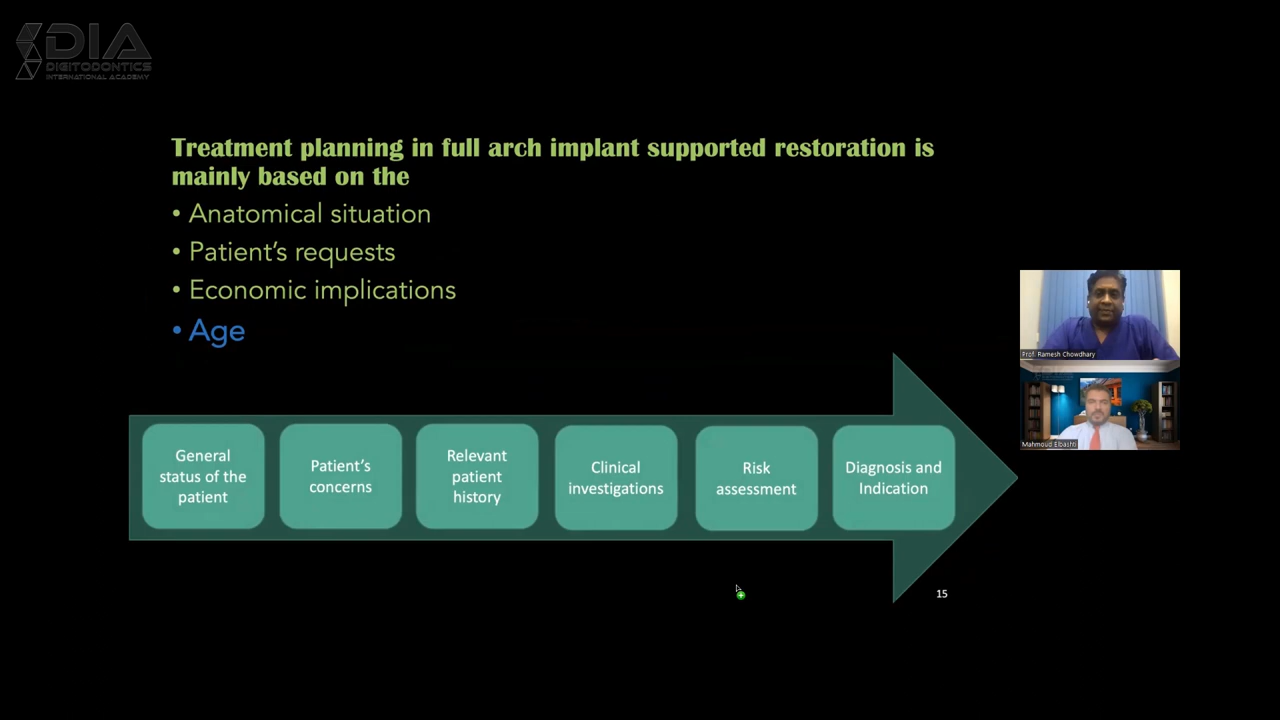 DIA
DIGITODONTICS
INTERNATIONAL ACADEMY
Treatment planning in full arch implant supported restoration is
mainly based on the
• Anatomical situation
• Patient’s requests
• Economic implications
• Age
General
status of the
patient
Patient’s
concerns
Relevant
patient
history
Clinical
investigations
Risk
assessment
Diagnosis and
Indication
15
Prof. Ramesh Chowdhary
DIA
Mahmoud Elbashti